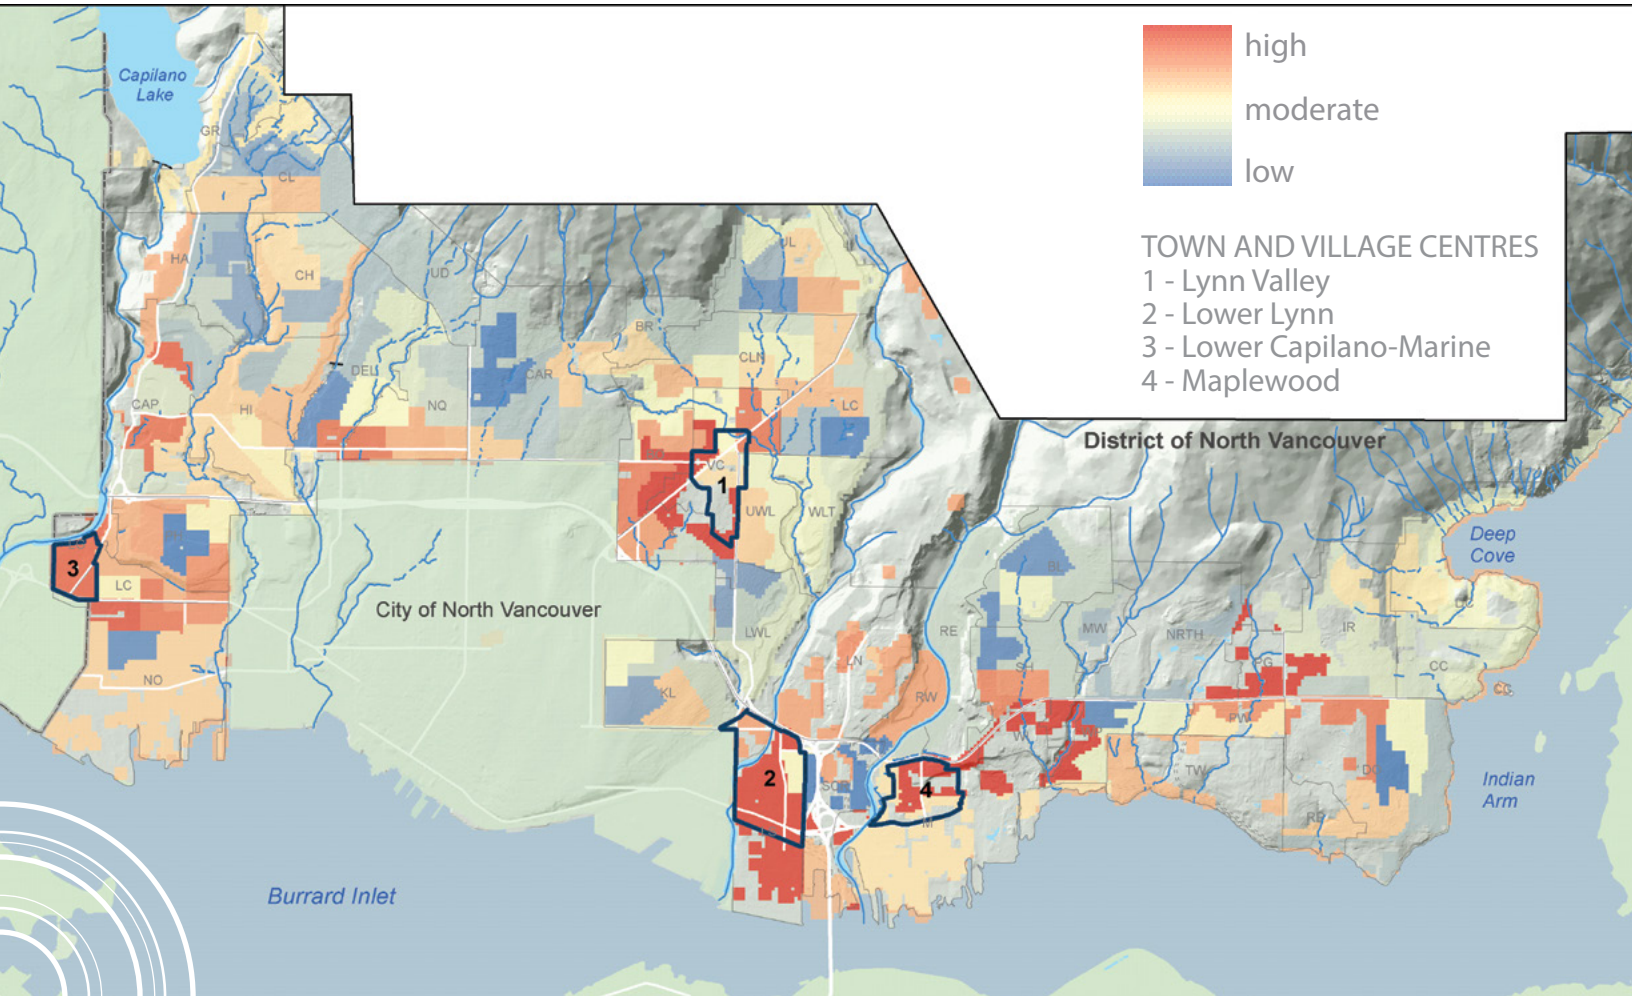 high
moderate
low
TOWN AND VILLAGE CENTRES
1 - Lynn Valley
2 - Lower Lynn
3 - Lower Capilano-Marine
4 - Maplewood
Capilano
Lake
GR
CL
HA
CH
UD
UL
BR
DEL
CAR
CLN
CAP
HI
NQ
LC
District of North Vancouver
VC
1
UWL
WLT
Deep
Cove
3
LC
BL
City of North Vancouver
LWL
RE
MW
NRTH
IR
LN
SH
PG
CC
NO
KL
RW
CC
PW
2
4
M
TW
Indian
Arm
Burrard Inlet